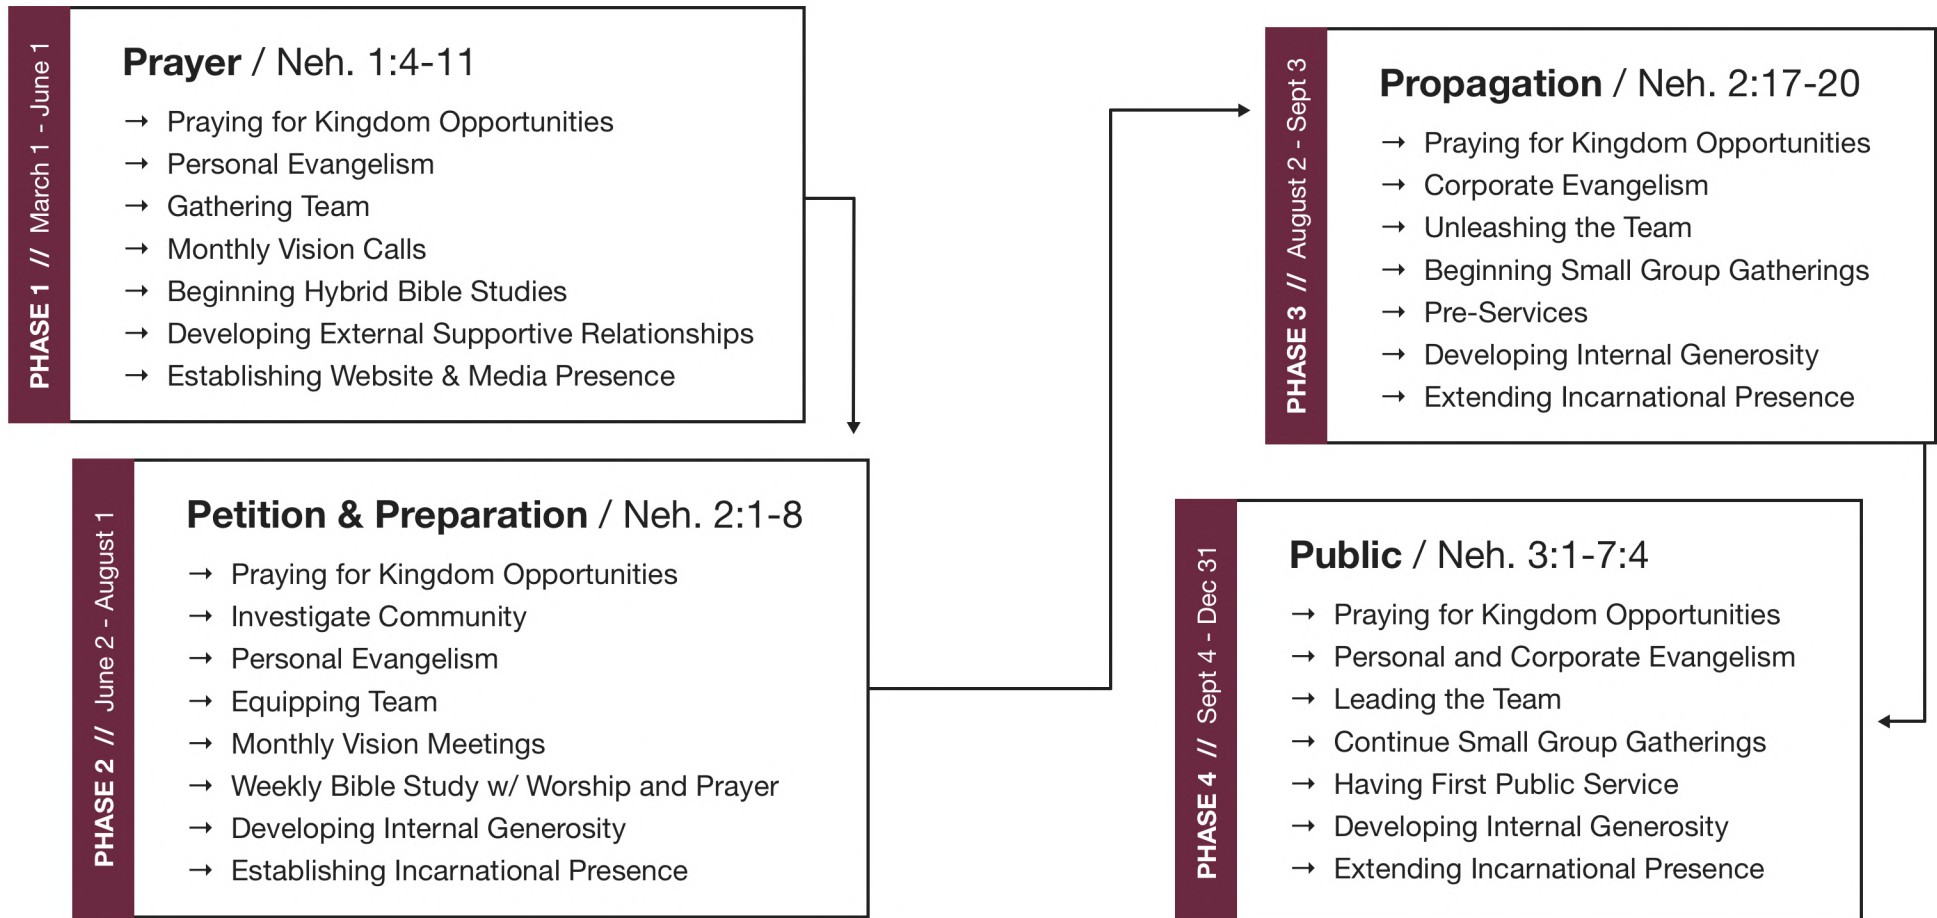 PHASE 1 // March 1 - June 1
Prayer / Neh. 1:4-11
→ Praying for Kingdom Opportunities
→ Personal Evangelism
→ Gathering Team
→ Monthly Vision Calls
→ Beginning Hybrid Bible Studies
→ Developing External Supportive Relationships
→ Establishing Website & Media Presence
PHASE 2 // June 2 - August 1
Petition & Preparation / Neh. 2:1-8
→ Praying for Kingdom Opportunities
→ Investigate Community
→ Personal Evangelism
→ Equipping Team
→ Monthly Vision Meetings
→ Weekly Bible Study w/ Worship and Prayer
→ Developing Internal Generosity
→ Establishing Incarnational Presence
PHASE 3 // August 2 - Sept 3
Propagation / Neh. 2:17-20
→ Praying for Kingdom Opportunities
→ Corporate Evangelism
→ Unleashing the Team
→ Beginning Small Group Gatherings
→ Pre-Services
→ Developing Internal Generosity
→ Extending Incarnational Presence
PHASE 4 // Sept 4 - Dec 31
Public / Neh. 3:1-7:4
→ Praying for Kingdom Opportunities
→ Personal and Corporate Evangelism
→ Leading the Team
→ Continue Small Group Gatherings
→ Having First Public Service
→ Developing Internal Generosity
→ Extending Incarnational Presence